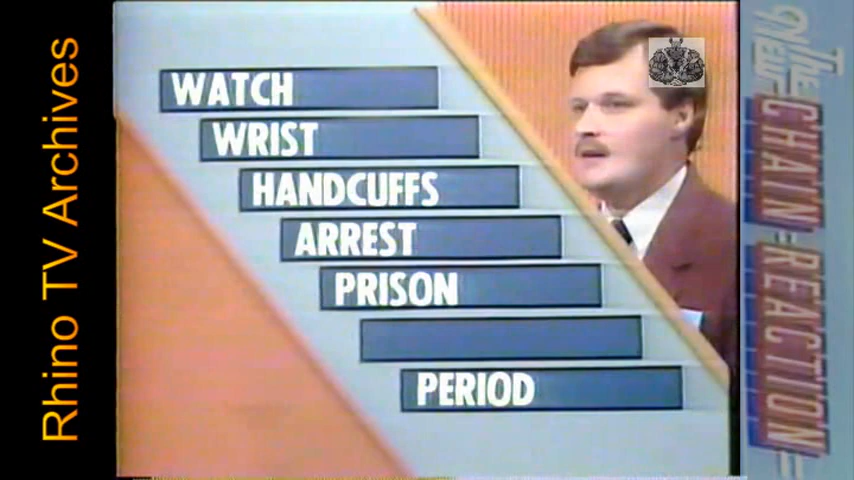 Rhino TV Archives
WATCH
WRIST
HANDCUFFS
ARREST
PRISON
PERIOD
The
New
CHAIN
REACTION